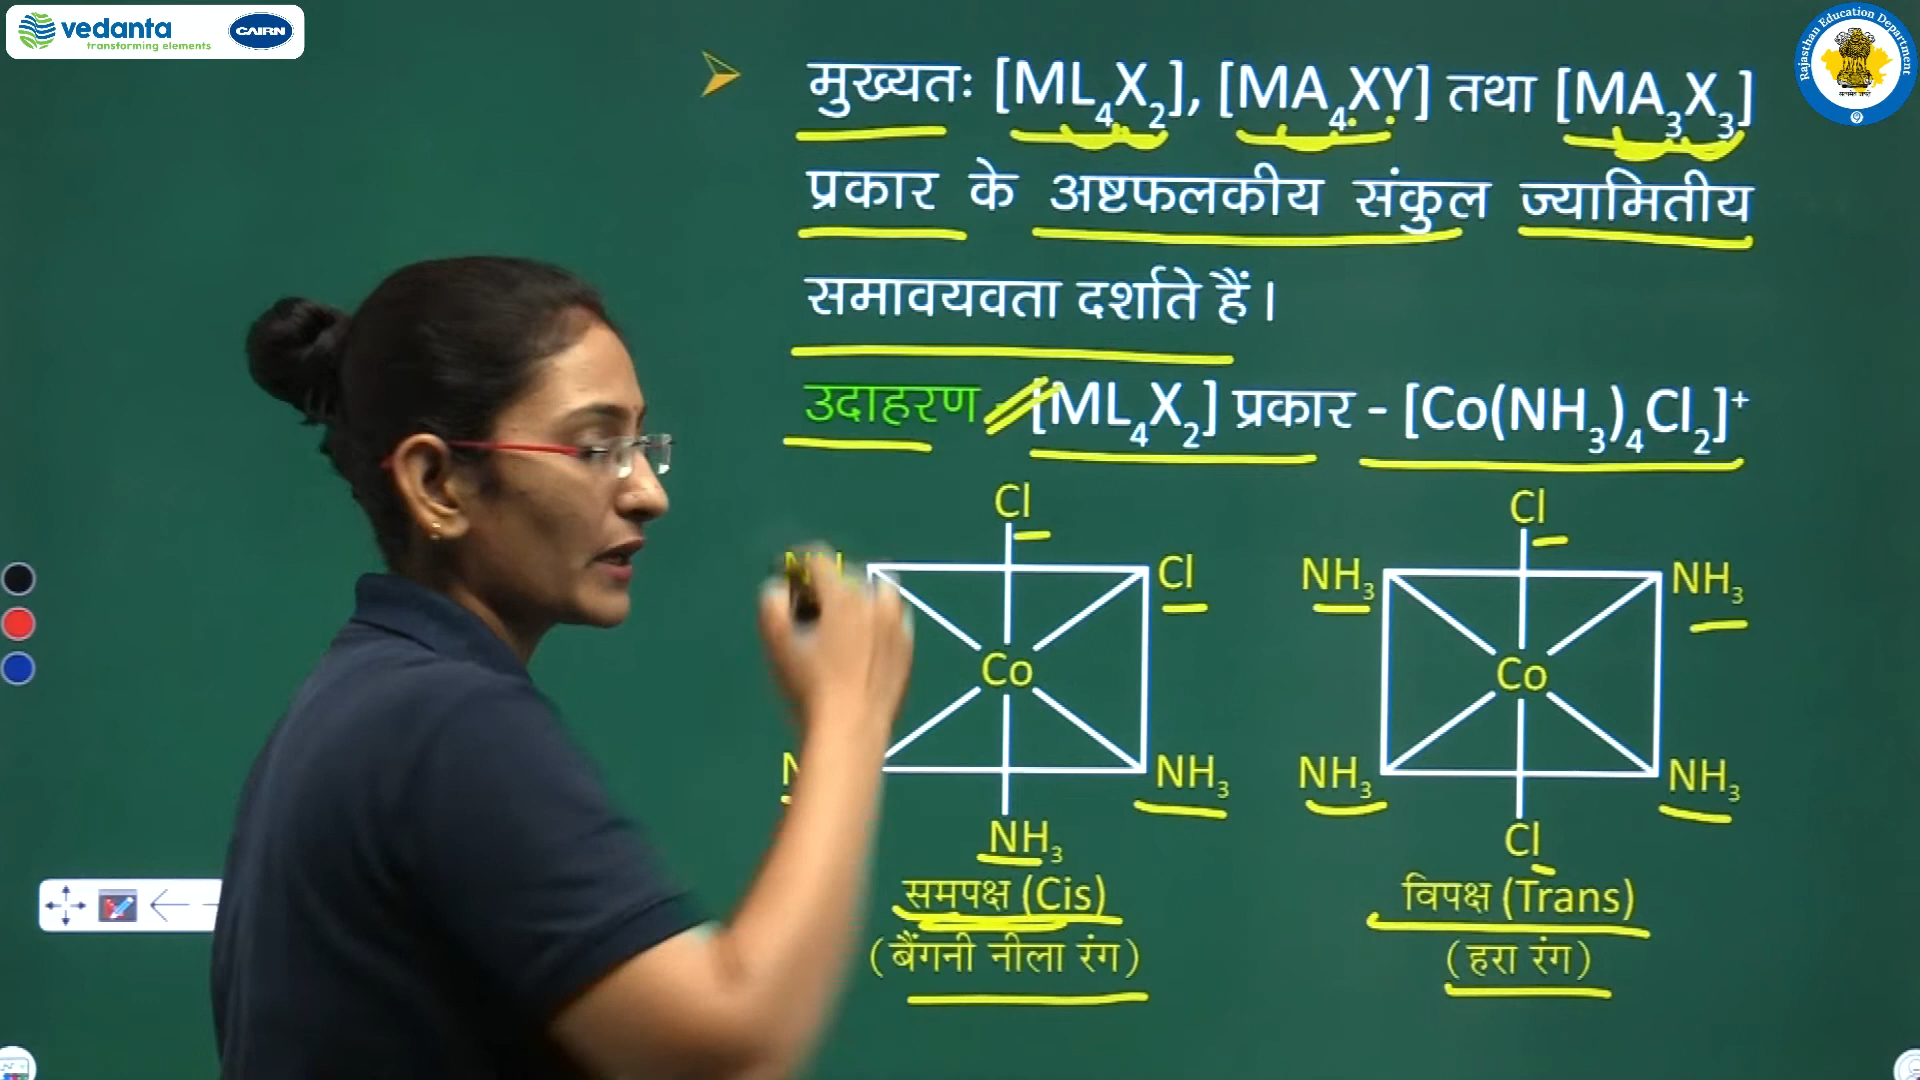 vedanta
transforming elements
CAIRN
Rajasthan Education Department
मुख्यतः [ML₄X₂], [MA₄XY] तथा [MA₃X₃]
प्रकार के अष्टफलकीय संकुल ज्यामितीय
समावयवता दर्शाते हैं।
उदाहरण - [ML₄X₂] प्रकार - [Co(NH₃)₄Cl₂]⁺
Cl Cl
Cl NH₃ NH₃
Co Co
NH₃ NH₃ NH₃
NH₃ Cl
समपक्ष (Cis) विपक्ष (Trans)
(बैंगनी नीला रंग) (हरा रंग)